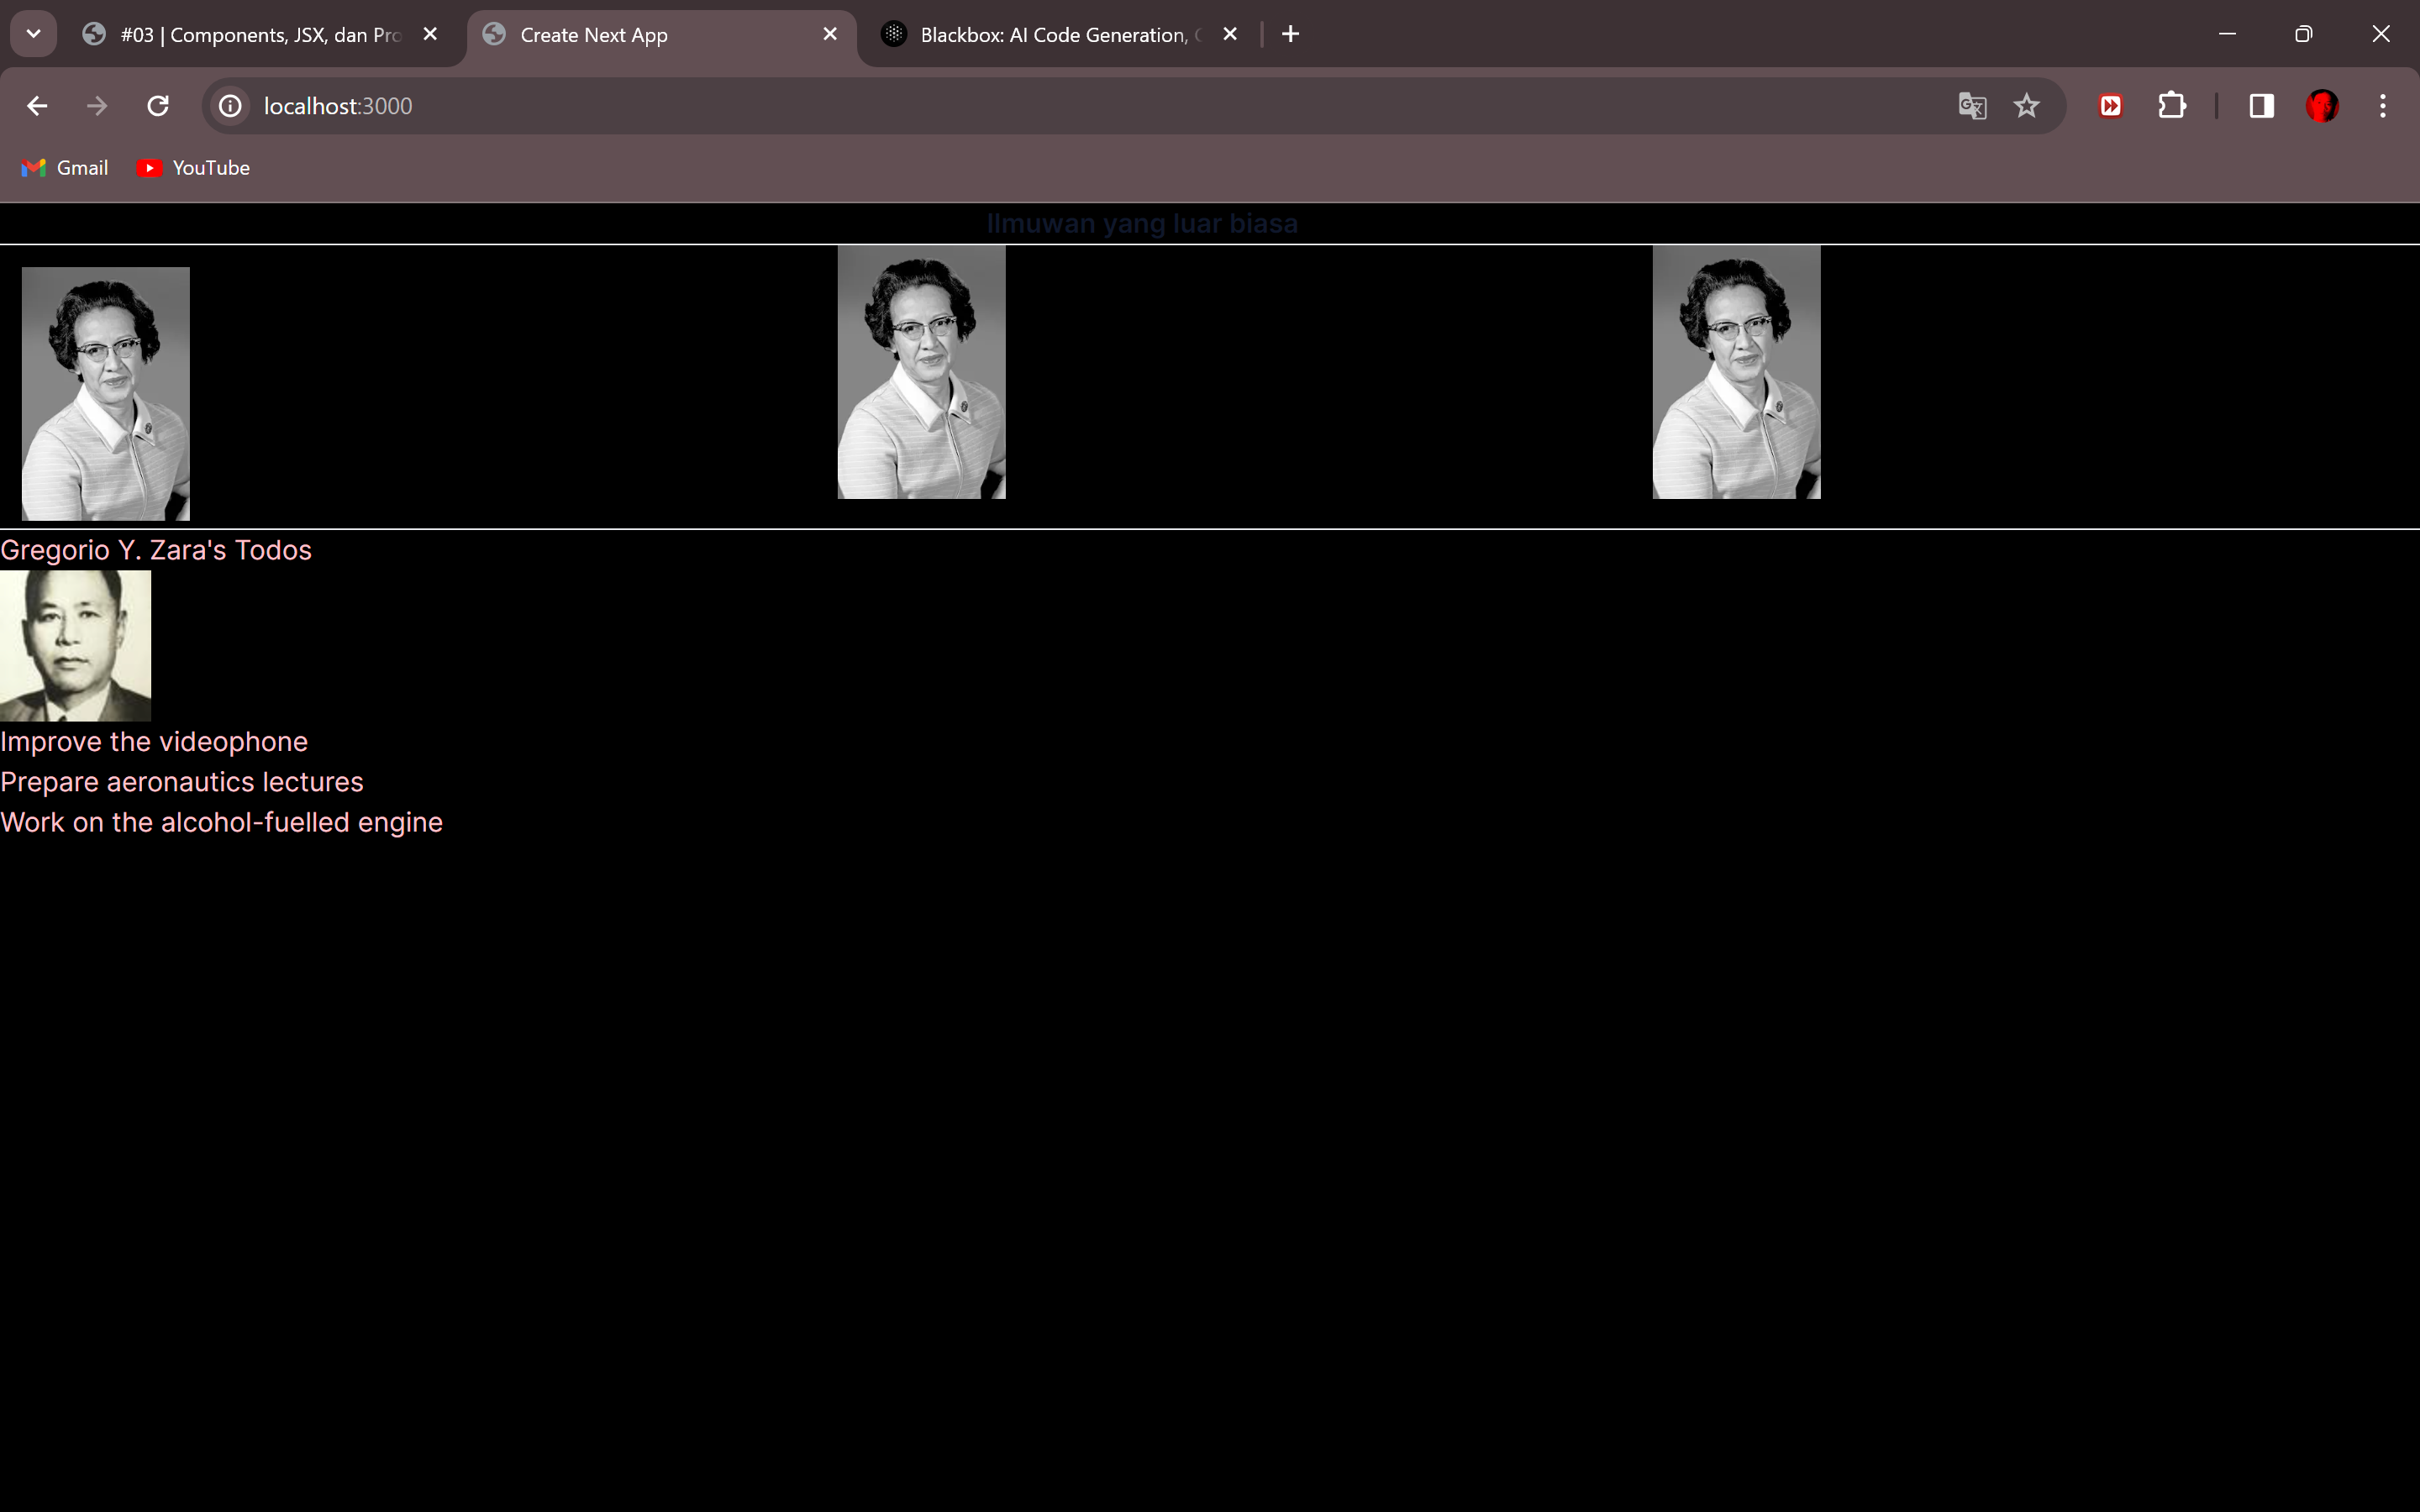 #03 | Components, JSX, dan Pro
Create Next App
Blackbox: AI Code Generation,
localhost:3000
Gmail
YouTube
Ilmuwan yang luar biasa
Gregorio Y. Zara's Todos
Improve the videophone
Prepare aeronautics lectures
Work on the alcohol-fuelled engine